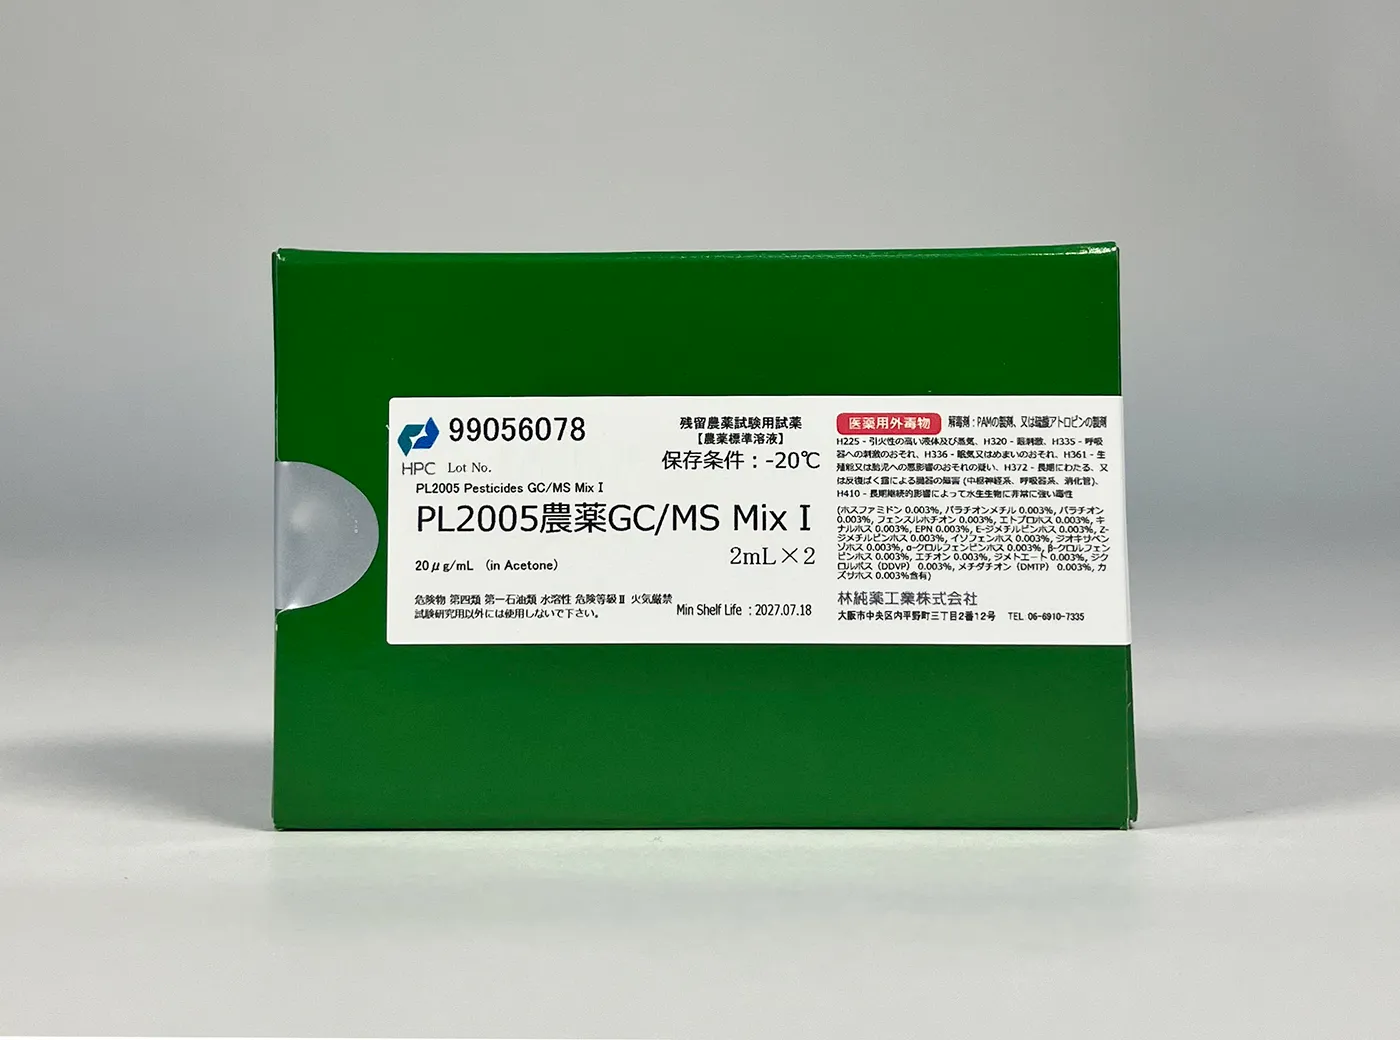 99056078
HPC Lot No.
残留農薬試験用試薬
【農薬標準溶液】
保存条件：-20℃
PL2005 Pesticides GC/MS Mix Ⅰ
PL2005農薬GC/MS Mix Ⅰ
2mL×2
20μg/mL （in Acetone）
危険物 第四類 第一石油類 水溶性 危険等級Ⅱ 火気厳禁
試験研究用以外には使用しないで下さい。
Min Shelf Life ：2027.07.18
医薬用外毒物 解毒剤：PAMの製剤、又は硫酸アトロピンの製剤
H225 - 引火性の高い液体及び蒸気、H320 - 眼刺激、H335 - 呼吸
器への刺激のおそれ、H336 - 眠気又はめまいのおそれ、H361 - 生
殖能又は胎児への悪影響のおそれの疑い、H372 - 長期にわたる、又
は反復ばく露による臓器の障害 (中枢神経系、呼吸器系、消化管)、
H410 - 長期継続的影響によって水生生物に非常に強い毒性
(ホスファミドン 0.003%, パラチオンメチル 0.003%, パラチオン
0.003%, フェンスルホチオン 0.003%, エトプロホス 0.003%, キ
ナルホス 0.003%, EPN 0.003%, E-ジメチルビンホス 0.003%, Z-
ジメチルビンホス 0.003%, イソフェンホス 0.003%, ジオキサベン
ゾホス 0.003%, α-クロルフェンビンホス 0.003%, β-クロルフェン
ビンホス 0.003%, エチオン 0.003%, ジメトエート 0.003%, ジク
ロルボス（DDVP） 0.003%, メチダチオン（DMTP） 0.003%, カ
ズサホス 0.003%含有)
林純薬工業株式会社
大阪市中央区内平野町三丁目2番12号 TEL 06-6910-7335